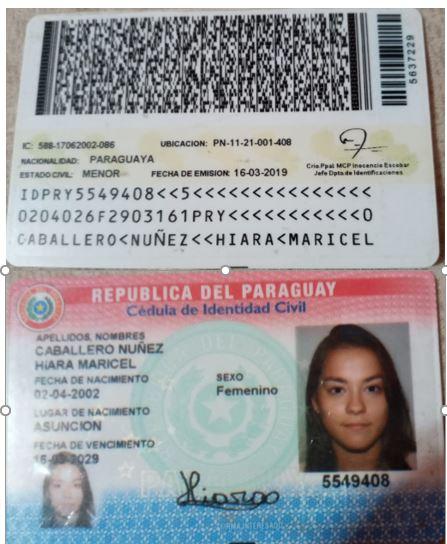 5637229
IC: 588-17062002-086 UBICACION: PN-11-21-001-408
NACIONALIDAD: PARAGUAYA
ESTADO CIVIL: MENOR FECHA DE EMISION: 16-03-2019
Crio.Ppal MCP Inocencio Escobar
Jefe Dpto.de Identificaciones
IDPRY5549408<<5<<<<<<<<<<<<<<<
0204026F2903161PRY<<<<<<<<<<<0
CABALLERO<NUÑEZ<<HIARA<MARICEL
REPUBLICA DEL PARAGUAY
Cédula de Identidad Civil
APELLIDOS, NOMBRES
CABALLERO NUÑEZ
HIARA MARICEL
FECHA DE NACIMIENTO
02-04-2002
SEXO
Femenino
LUGAR DE NACIMIENTO
ASUNCION
FECHA DE VENCIMIENTO
16-03-2029
5549408
FIRMA INTERESADO